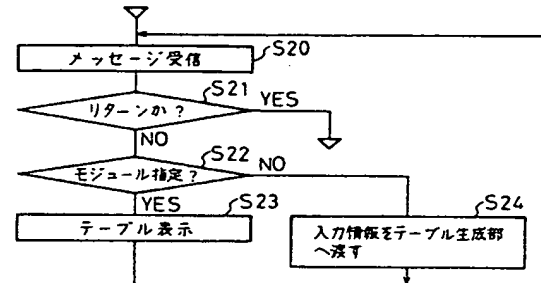 S20
メッセージ受信
S21
リターンか?
YES
NO
S22
モジュール指定?
NO
YES
S23
テーブル表示
S24
入力情報をテーブル生成部
へ渡す